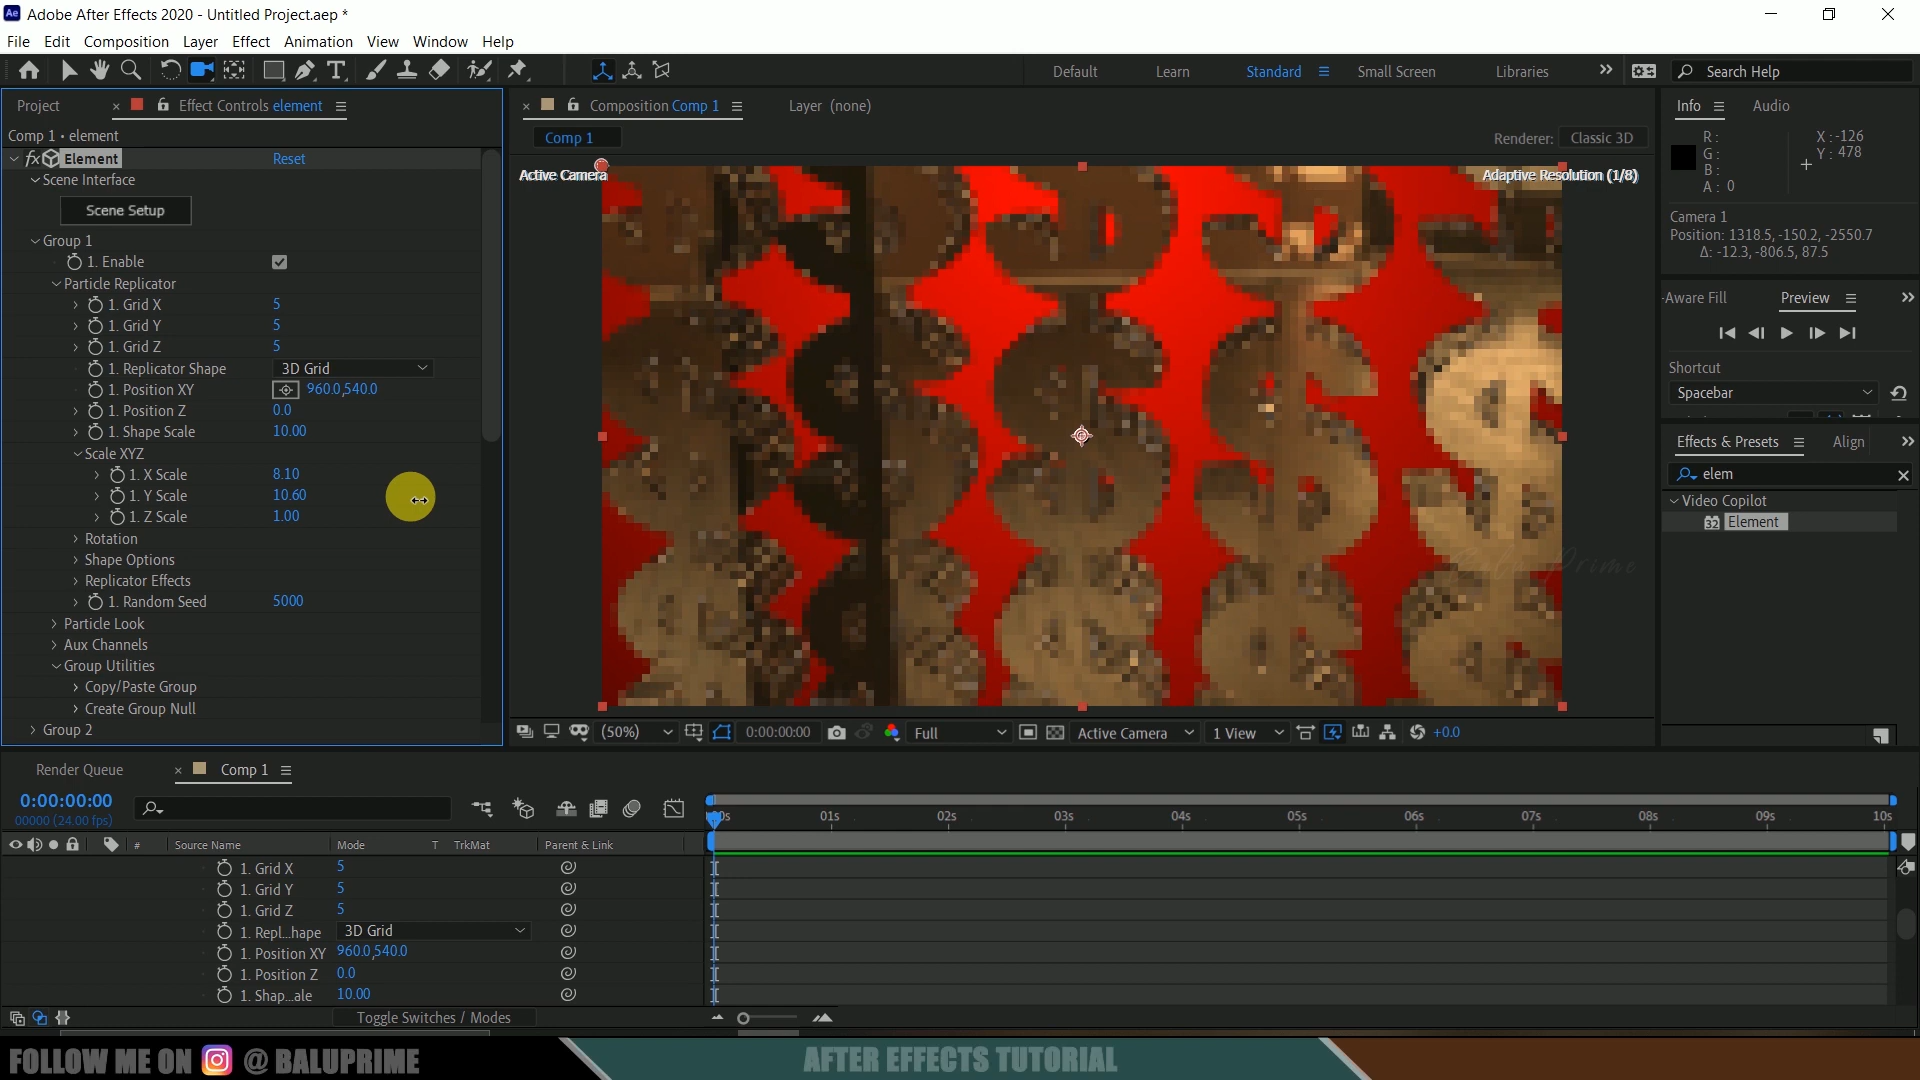 Adobe After Effects 2020 - Untitled Project.aep *
File Edit Composition Layer Effect Animation View Window Help
Default Learn Standard Small Screen Libraries Search Help
Project Effect Controls element
Comp 1 • element
fx Element Reset
Scene Interface
Scene Setup
Group 1
1. Enable
Particle Replicator
1. Grid X 5
1. Grid Y 5
1. Grid Z 5
1. Replicator Shape 3D Grid
1. Position XY 960.0,540.0
1. Position Z 0.0
1. Shape Scale 10.00
Scale XYZ
1. X Scale 8.10
1. Y Scale 10.60
1. Z Scale 1.00
Rotation
Shape Options
Replicator Effects
1. Random Seed 5000
Particle Look
Aux Channels
Group Utilities
Copy/Paste Group
Create Group Null
Group 2
Composition Comp 1 Layer (none)
Comp 1 Renderer: Classic 3D
Active Camera Adaptive Resolution (1/8)
(50%) 0:00:00:00 Full Active Camera 1 View +0.0
Info Audio
R: X: -126
G: Y: 478
B:
A: 0
Camera 1
Position: 1318.5, -150.2, -2550.7
Δ: -12.3, -806.5, 87.5
-Aware Fill Preview
Shortcut
Spacebar
Effects & Presets Align
elem
Video Copilot
32 Element
Render Queue Comp 1
0:00:00:00
00000 (24.00 fps)
01s 02s 03s 04s 05s 06s 07s 08s 09s 10s
# Source Name Mode T TrkMat Parent & Link
1. Grid X 5
1. Grid Y 5
1. Grid Z 5
1. Repl...hape 3D Grid
1. Position XY 960.0,540.0
1. Position Z 0.0
1. Shap...ale 10.00
Toggle Switches / Modes
FOLLOW ME ON @ BALUPRIME AFTER EFFECTS TUTORIAL